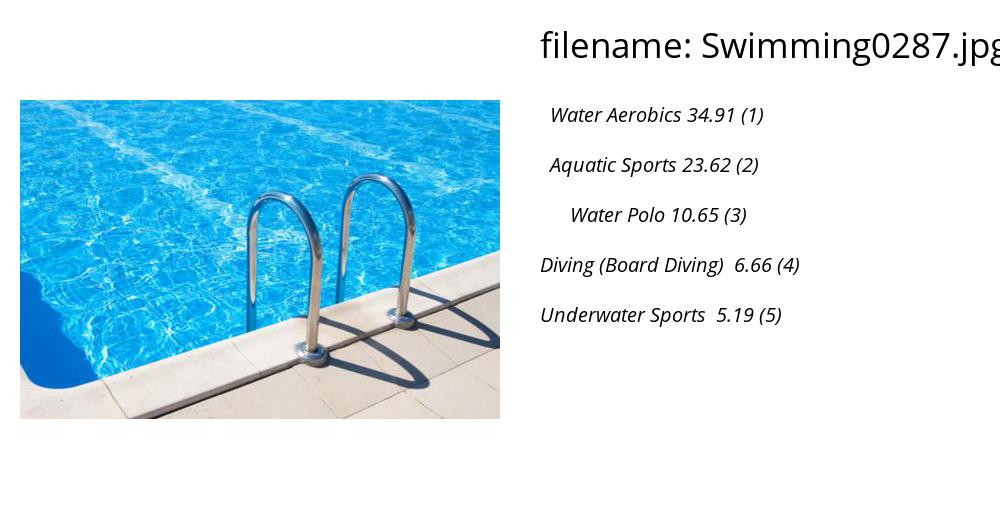 filename: Swimming0287.jpg
Water Aerobics 34.91 (1)
Aquatic Sports 23.62 (2)
Water Polo 10.65 (3)
Diving (Board Diving) 6.66 (4)
Underwater Sports 5.19 (5)